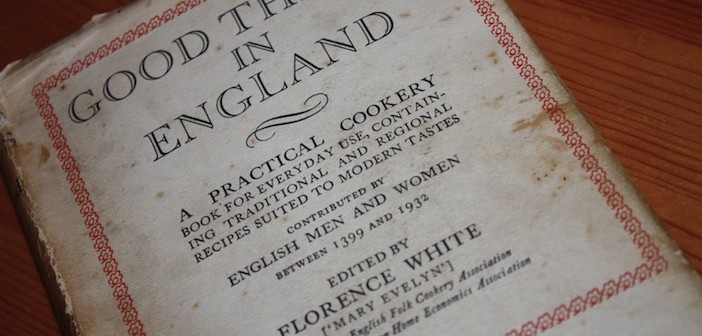 GOOD
IN
ENGLAND
A PRACTICAL COOKERY
BOOK FOR EVERYDAY USE, CONTAIN-
ING TRADITIONAL AND REGIONAL
RECIPES SUITED TO MODERN TASTES
CONTRIBUTED BY
ENGLISH MEN AND WOMEN
BETWEEN 1399 AND 1932
EDITED BY
FLORENCE WHITE
['MARY EVELYN']
English Folk Cookery Association
Home Economics Association